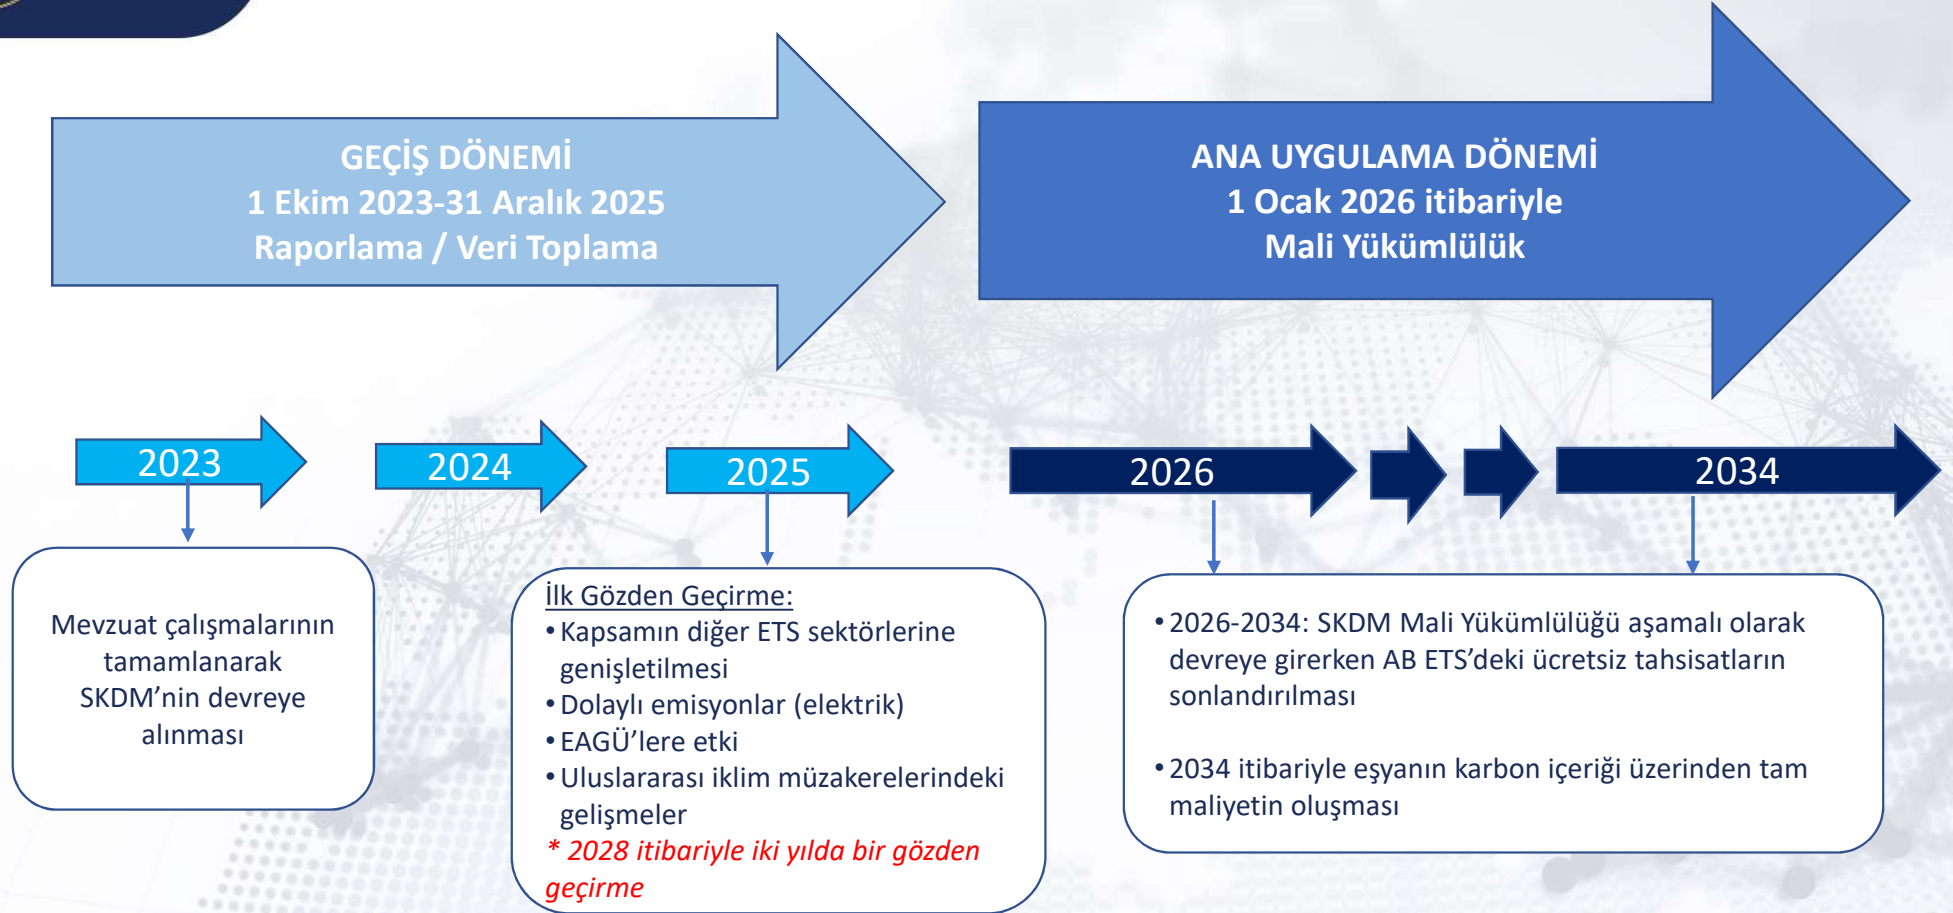 GEÇİŞ DÖNEMİ
1 Ekim 2023-31 Aralık 2025
Raporlama / Veri Toplama
ANA UYGULAMA DÖNEMİ
1 Ocak 2026 itibariyle
Mali Yükümlülük
2023
2024
2025
2026
2034
Mevzuat çalışmalarının
tamamlanarak
SKDM’nin devreye
alınması
İlk Gözden Geçirme:
• Kapsamın diğer ETS sektörlerine
genişletilmesi
• Dolaylı emisyonlar (elektrik)
• EAGÜ’lere etki
• Uluslararası iklim müzakerelerindeki
gelişmeler
* 2028 itibariyle iki yılda bir gözden
geçirme
• 2026-2034: SKDM Mali Yükümlülüğü aşamalı olarak
devreye girerken AB ETS’deki ücretsiz tahsisatların
sonlandırılması
• 2034 itibariyle eşyanın karbon içeriği üzerinden tam
maliyetin oluşması